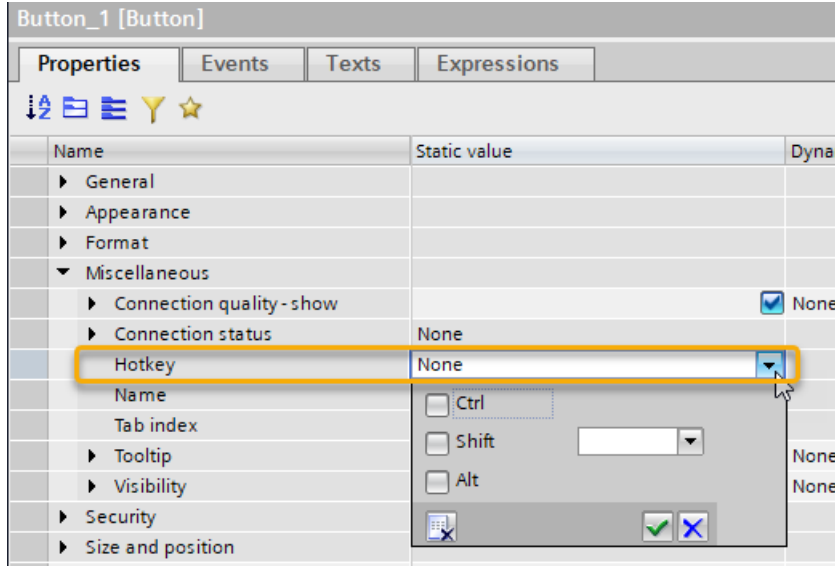 Button_1 [Button]
Properties Events Texts Expressions
Name Static value Dyna
General
Appearance
Format
Miscellaneous
Connection quality - show None
Connection status None
Hotkey None
Name
Ctrl
Tab index
Shift
Tooltip None
Alt
Visibility None
Security
Size and position